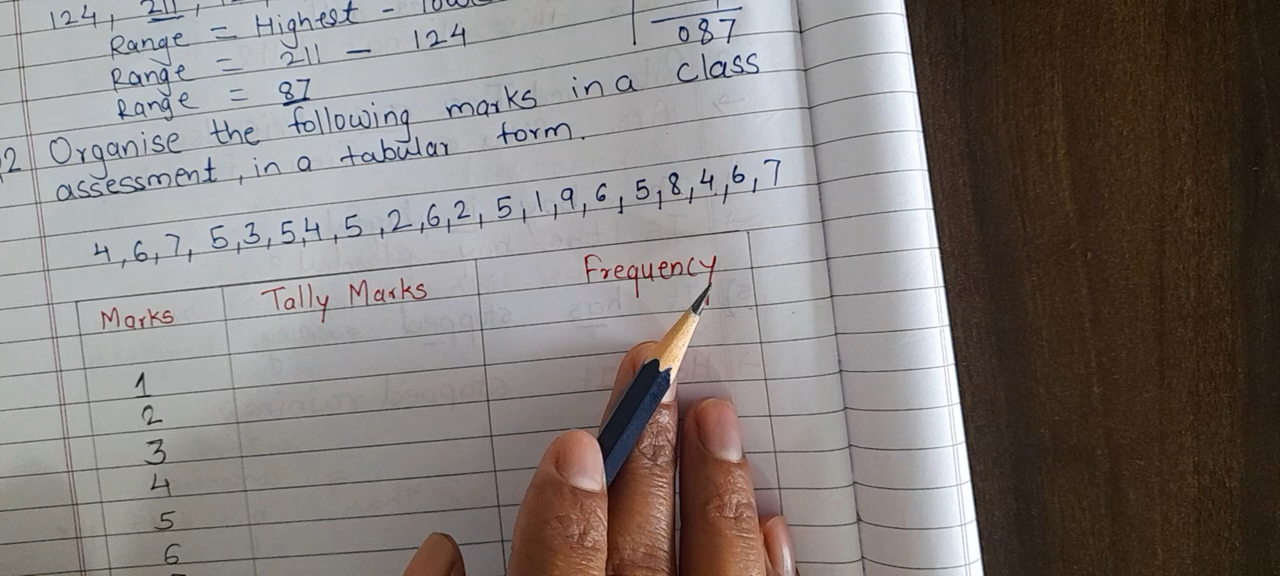 124, 211,
Range = Highest -
087
Range = 211 - 124
Range = 87
2 Organise the following marks in a class
assessment, in a tabular form.
4,6,7, 5,3,5,4,5,2,6,2, 5,1,9,6,5,8,4,6,7
Marks Tally Marks Frequency
1
2
3
4
5
6